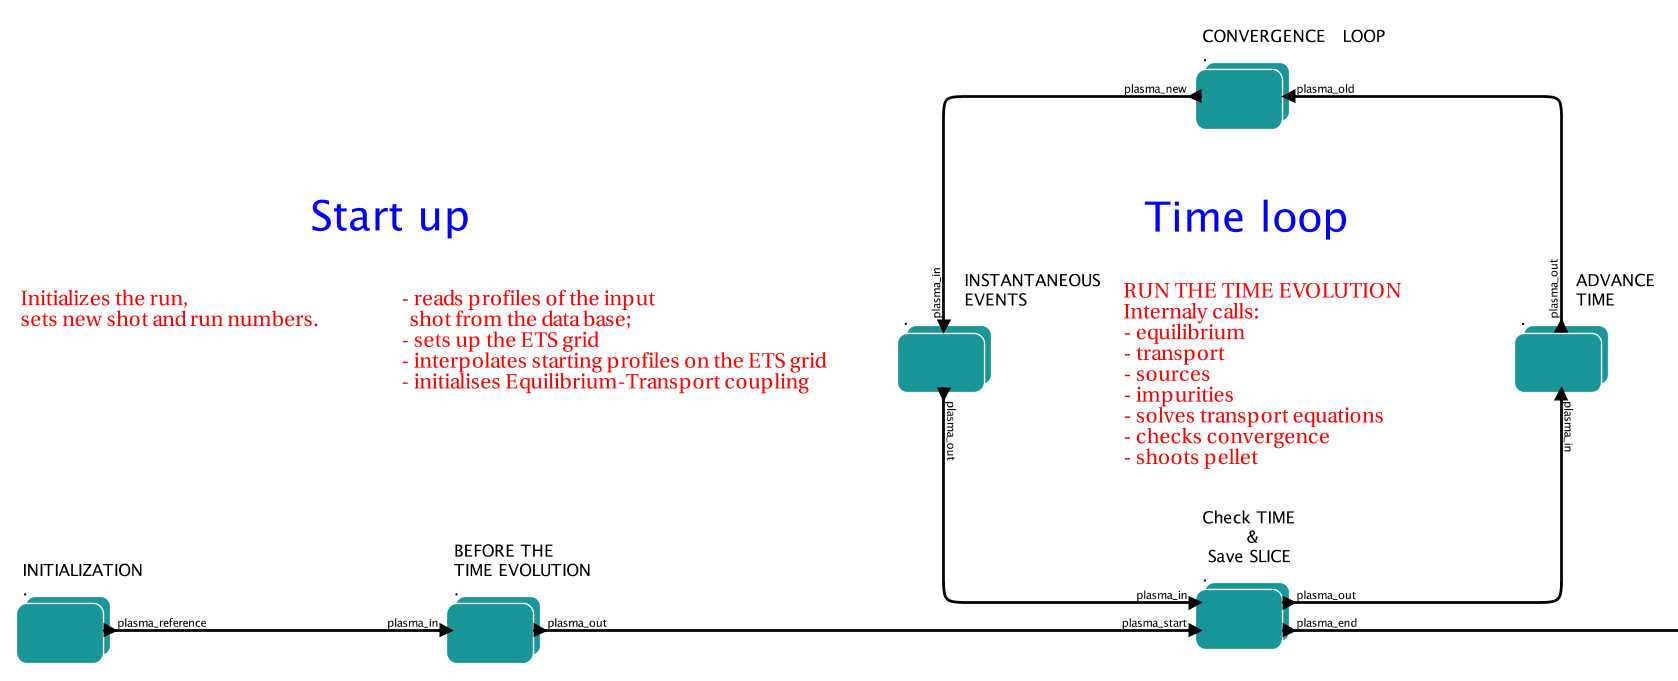 CONVERGENCE LOOP
plasma_new
plasma_old
Start up
Time loop
Initializes the run,
sets new shot and run numbers.
- reads profiles of the input
shot from the data base;
- sets up the ETS grid
- interpolates starting profiles on the ETS grid
- initialises Equilibrium-Transport coupling
plasma_in
INSTANTANEOUS
EVENTS
plasma_out
RUN THE TIME EVOLUTION
Internaly calls:
- equilibrium
- transport
- sources
- impurities
- solves transport equations
- checks convergence
- shoots pellet
plasma_out
ADVANCE
TIME
plasma_in
Check TIME
&
Save SLICE
INITIALIZATION
BEFORE THE
TIME EVOLUTION
plasma_in
plasma_out
plasma_reference
plasma_in
plasma_out
plasma_start
plasma_end